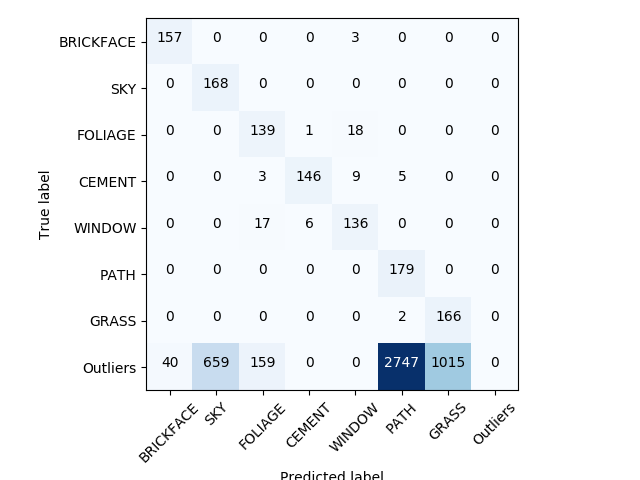 BRICKFACE 157 0 0 0 3 0 0 0
SKY 0 168 0 0 0 0 0 0
FOLIAGE 0 0 139 1 18 0 0 0
CEMENT 0 0 3 146 9 5 0 0
WINDOW 0 0 17 6 136 0 0 0
PATH 0 0 0 0 0 179 0 0
GRASS 0 0 0 0 0 2 166 0
Outliers 40 659 159 0 0 2747 1015 0
True label
BRICKFACE SKY FOLIAGE CEMENT WINDOW PATH GRASS Outliers
Predicted label